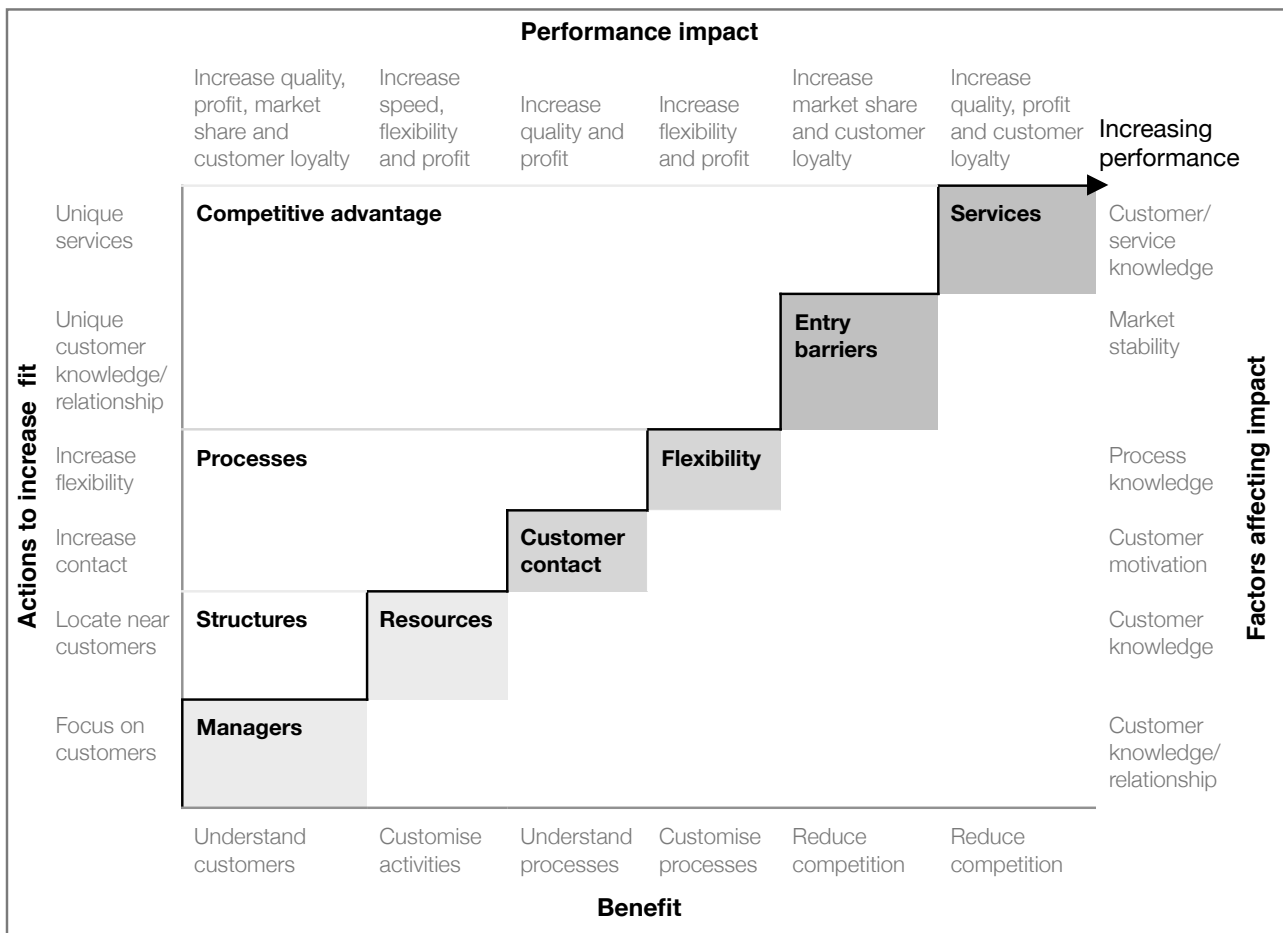 Performance impact
Increase quality,
profit, market
share and
customer loyalty
Increase
speed,
flexibility
and profit
Increase
quality and
profit
Increase
flexibility
and profit
Increase
market share
and customer
loyalty
Increase
quality, profit
and customer
loyalty
Increasing
performance
Actions to increase fit
Unique
services
Competitive advantage
Services
Customer/
service
knowledge
Unique
customer
knowledge/
relationship
Entry
barriers
Market
stability
Factors affecting impact
Increase
flexibility
Processes
Flexibility
Process
knowledge
Increase
contact
Customer
contact
Customer
motivation
Locate near
customers
Structures
Resources
Customer
knowledge
Focus on
customers
Managers
Customer
knowledge/
relationship
Understand
customers
Customise
activities
Understand
processes
Customise
processes
Reduce
competition
Reduce
competition
Benefit